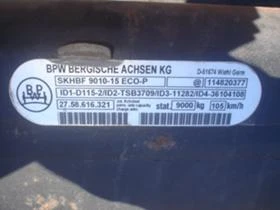 BPW BERGISCHE ACHSEN KG D-51674 Wiehl Germ
SKHBF 9010-15 ECO-P @ 114820377
ID1-D115-2/ID2-TSB3709/ID3-11282/ID4-36104108
27.58.616.321 stat 9000 kg 105 km/h
BPW